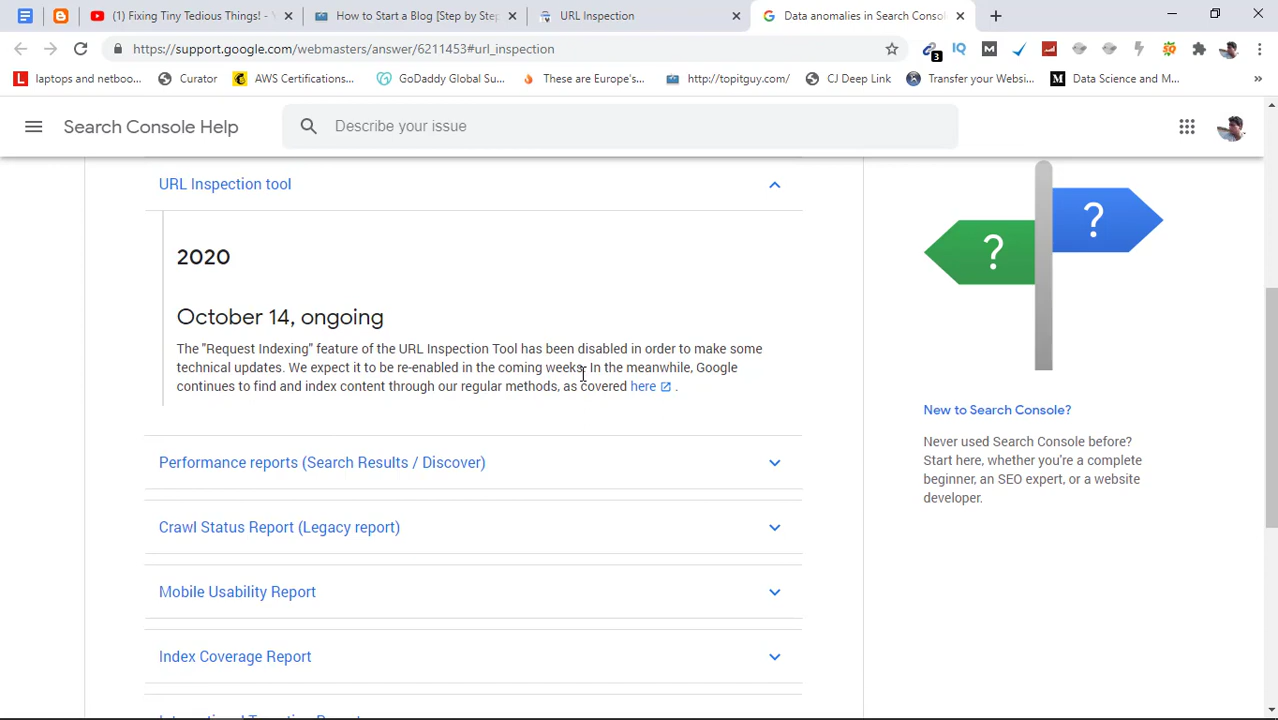 (1) Fixing Tiny Tedious Things! - Y
How to Start a Blog [Step by Ste
URL Inspection
Data anomalies in Search Console
https://support.google.com/webmasters/answer/6211453#url_inspection
3
IQ
M
L laptops and netboo...
Curator
AWS Certifications...
GoDaddy Global Su...
These are Europe's...
http://topitguy.com/
CJ Deep Link
Transfer your Websi...
M Data Science and M...
»
Search Console Help
Describe your issue
URL Inspection tool
2020
October 14, ongoing
The "Request Indexing" feature of the URL Inspection Tool has been disabled in order to make some
technical updates. We expect it to be re-enabled in the coming weeks. In the meanwhile, Google
continues to find and index content through our regular methods, as covered here .
Performance reports (Search Results / Discover)
Crawl Status Report (Legacy report)
Mobile Usability Report
Index Coverage Report
? ?
New to Search Console?
Never used Search Console before?
Start here, whether you're a complete
beginner, an SEO expert, or a website
developer.